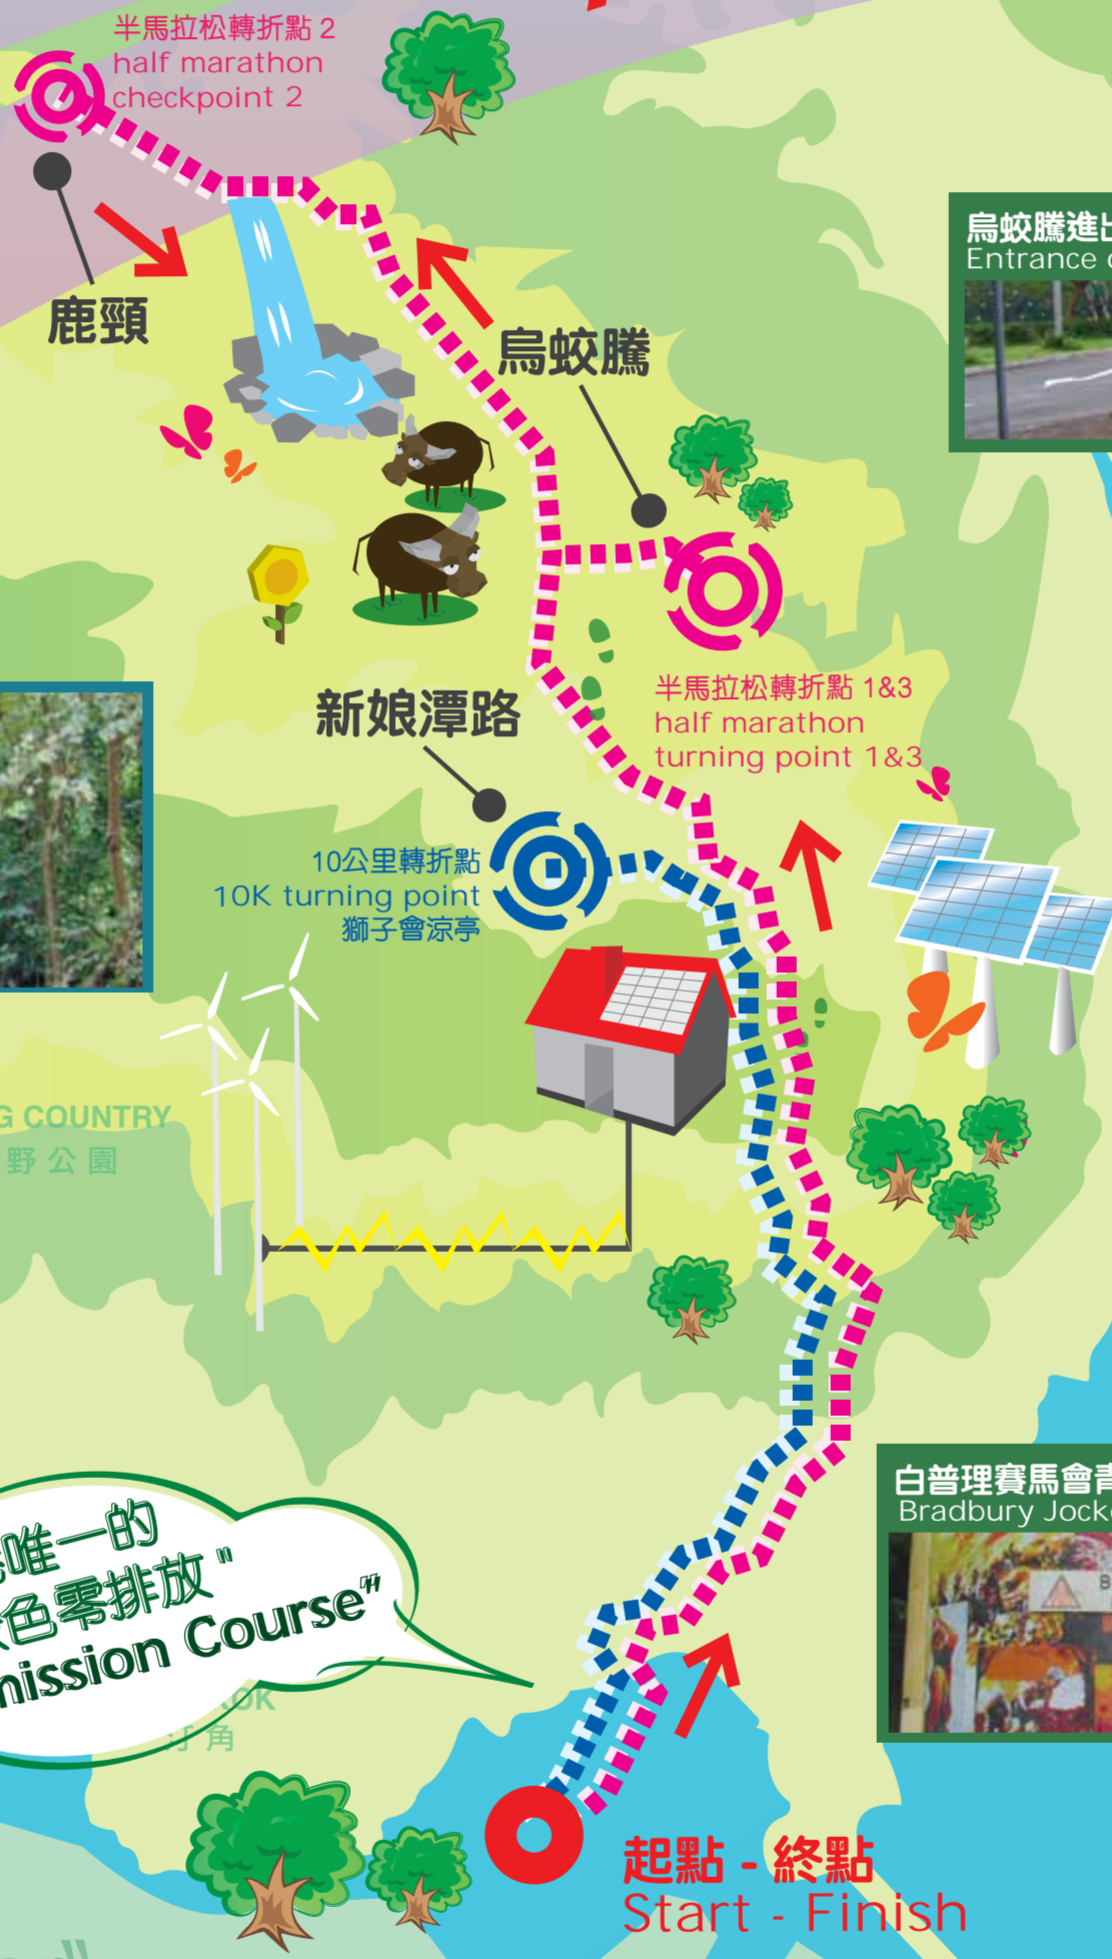 半馬拉松轉折點 2
half marathon
checkpoint 2
鹿頸
烏蛟騰
烏蛟騰進
Entrance
半馬拉松轉折點 1&3
half marathon
turning point 1&3
新娘潭路
10公里轉折點
10K turning point
獅子會涼亭
COUNTRY
野公園
白普理賽馬會
Bradbury
唯一的
色零排放"
Course"
角
起點 - 終點
Start - Finish